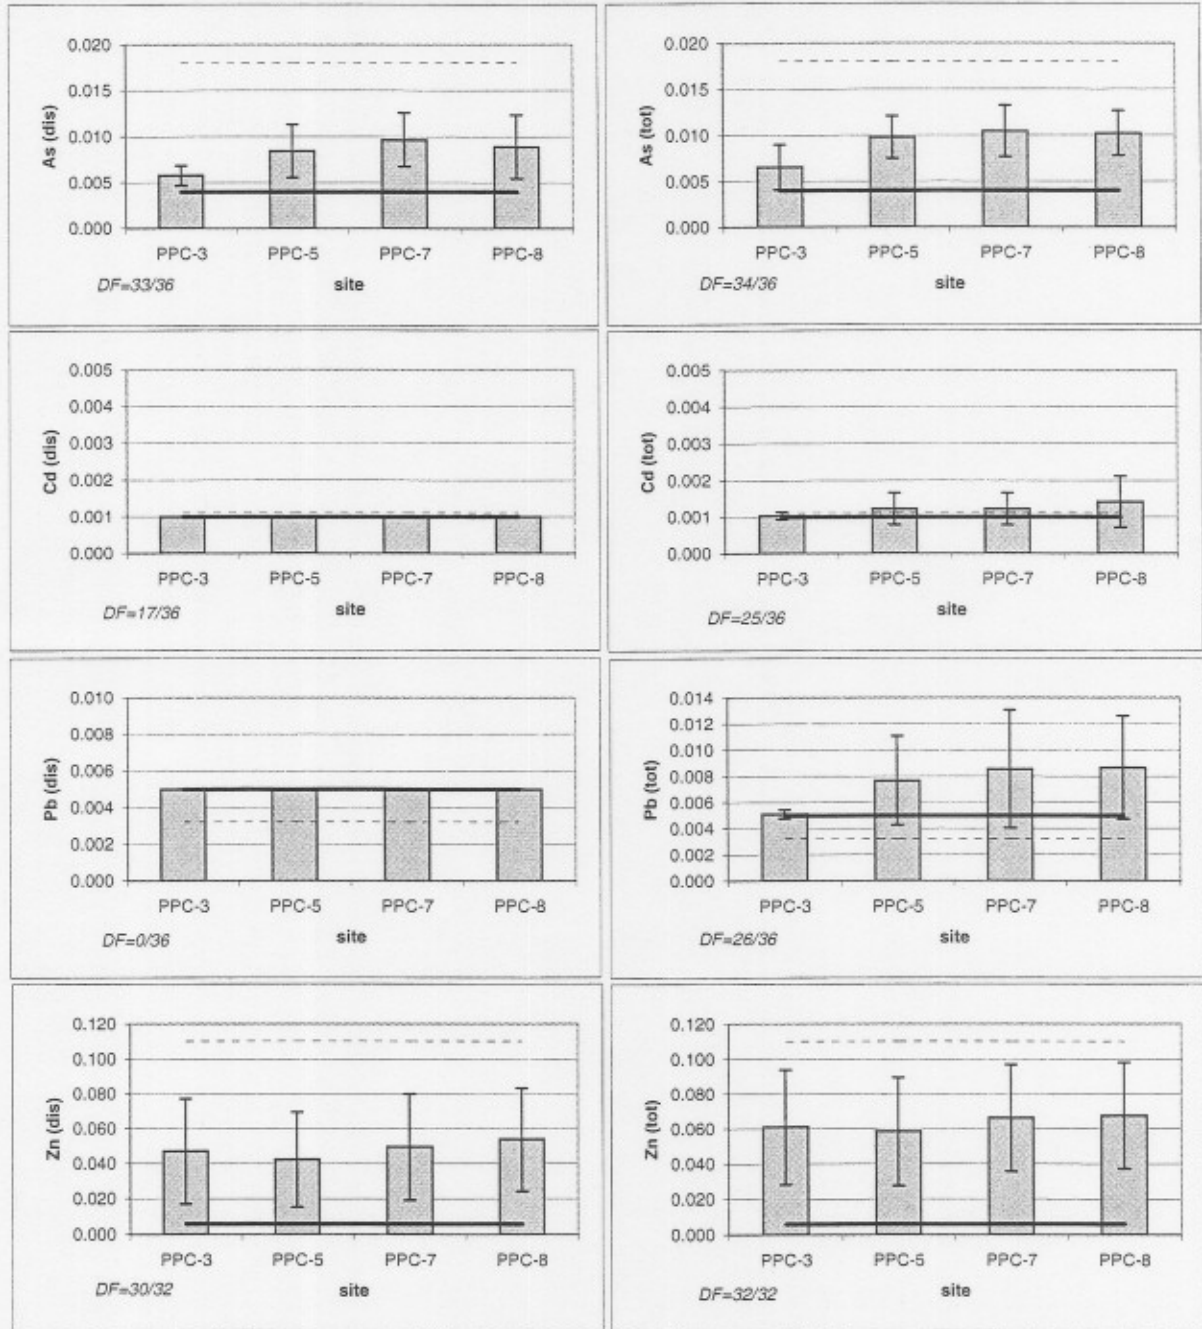 As (dis)
0.020
0.015
0.010
0.005
0.000
PPC-3 PPC-5 PPC-7 PPC-8
DF=33/36
site
As (tot)
0.020
0.015
0.010
0.005
0.000
PPC-3 PPC-5 PPC-7 PPC-8
DF=34/36
site
Cd (dis)
0.005
0.004
0.003
0.002
0.001
0.000
PPC-3 PPC-5 PPC-7 PPC-8
DF=17/36
site
Cd (tot)
0.005
0.004
0.003
0.002
0.001
0.000
PPC-3 PPC-5 PPC-7 PPC-8
DF=25/36
site
Pb (dis)
0.010
0.008
0.006
0.004
0.002
0.000
PPC-3 PPC-5 PPC-7 PPC-8
DF=0/36
site
Pb (tot)
0.014
0.012
0.010
0.008
0.006
0.004
0.002
0.000
PPC-3 PPC-5 PPC-7 PPC-8
DF=26/36
site
Zn (dis)
0.120
0.100
0.080
0.060
0.040
0.020
0.000
PPC-3 PPC-5 PPC-7 PPC-8
DF=30/32
site
Zn (tot)
0.120
0.100
0.080
0.060
0.040
0.020
0.000
PPC-3 PPC-5 PPC-7 PPC-8
DF=32/32
site